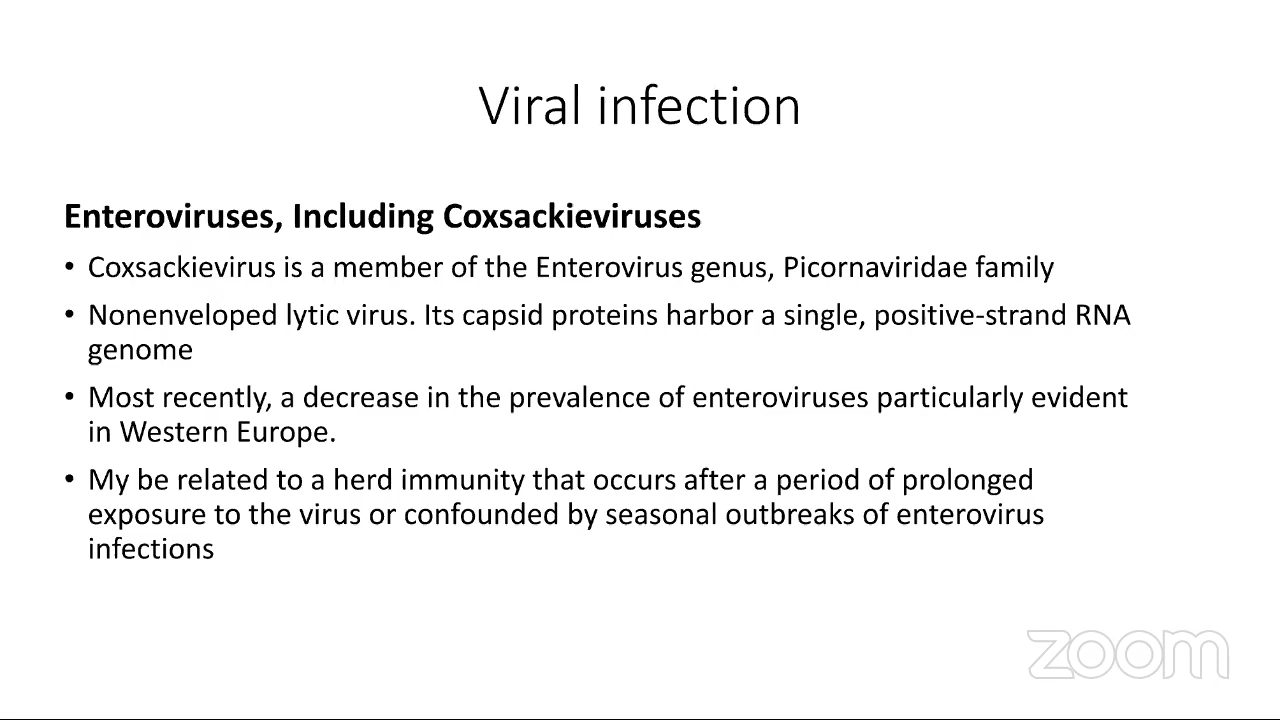 Viral infection
Enteroviruses, Including Coxsackieviruses
• Coxsackievirus is a member of the Enterovirus genus, Picornaviridae family
• Nonenveloped lytic virus. Its capsid proteins harbor a single, positive-strand RNA
genome
• Most recently, a decrease in the prevalence of enteroviruses particularly evident
in Western Europe.
• My be related to a herd immunity that occurs after a period of prolonged
exposure to the virus or confounded by seasonal outbreaks of enterovirus
infections
zoom